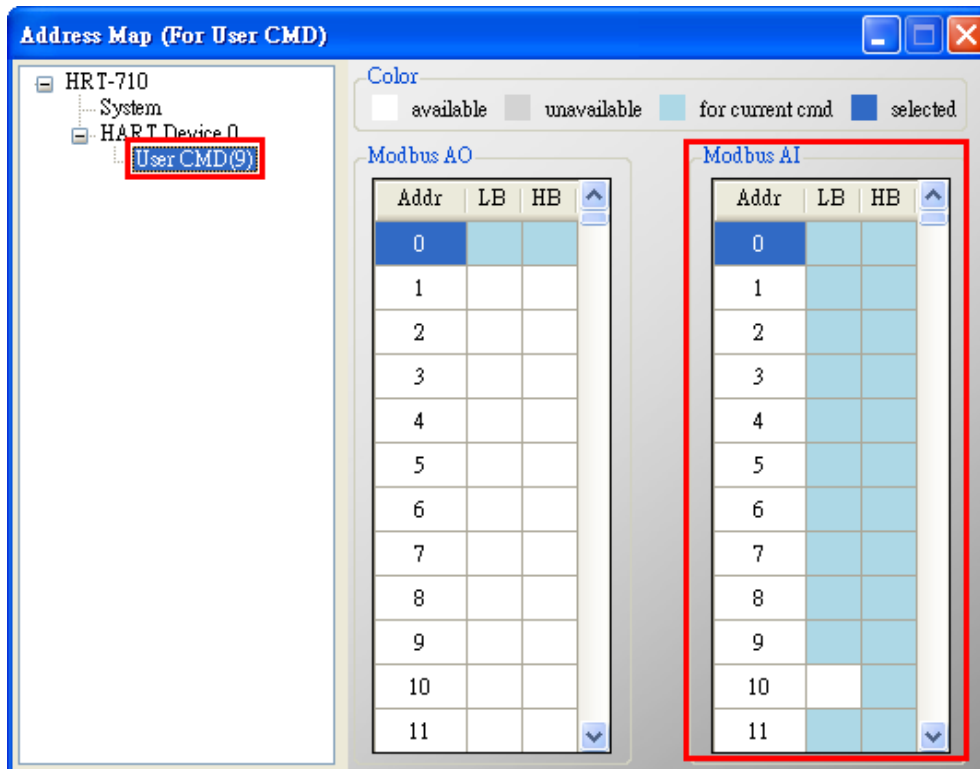 Address Map (For User CMD)
HRT-710
System
HART Device 0
User CMD(9)
Color
available unavailable for current cmd selected
Modbus AO
Addr LB HB
0
1
2
3
4
5
6
7
8
9
10
11
Modbus AI
Addr LB HB
0
1
2
3
4
5
6
7
8
9
10
11